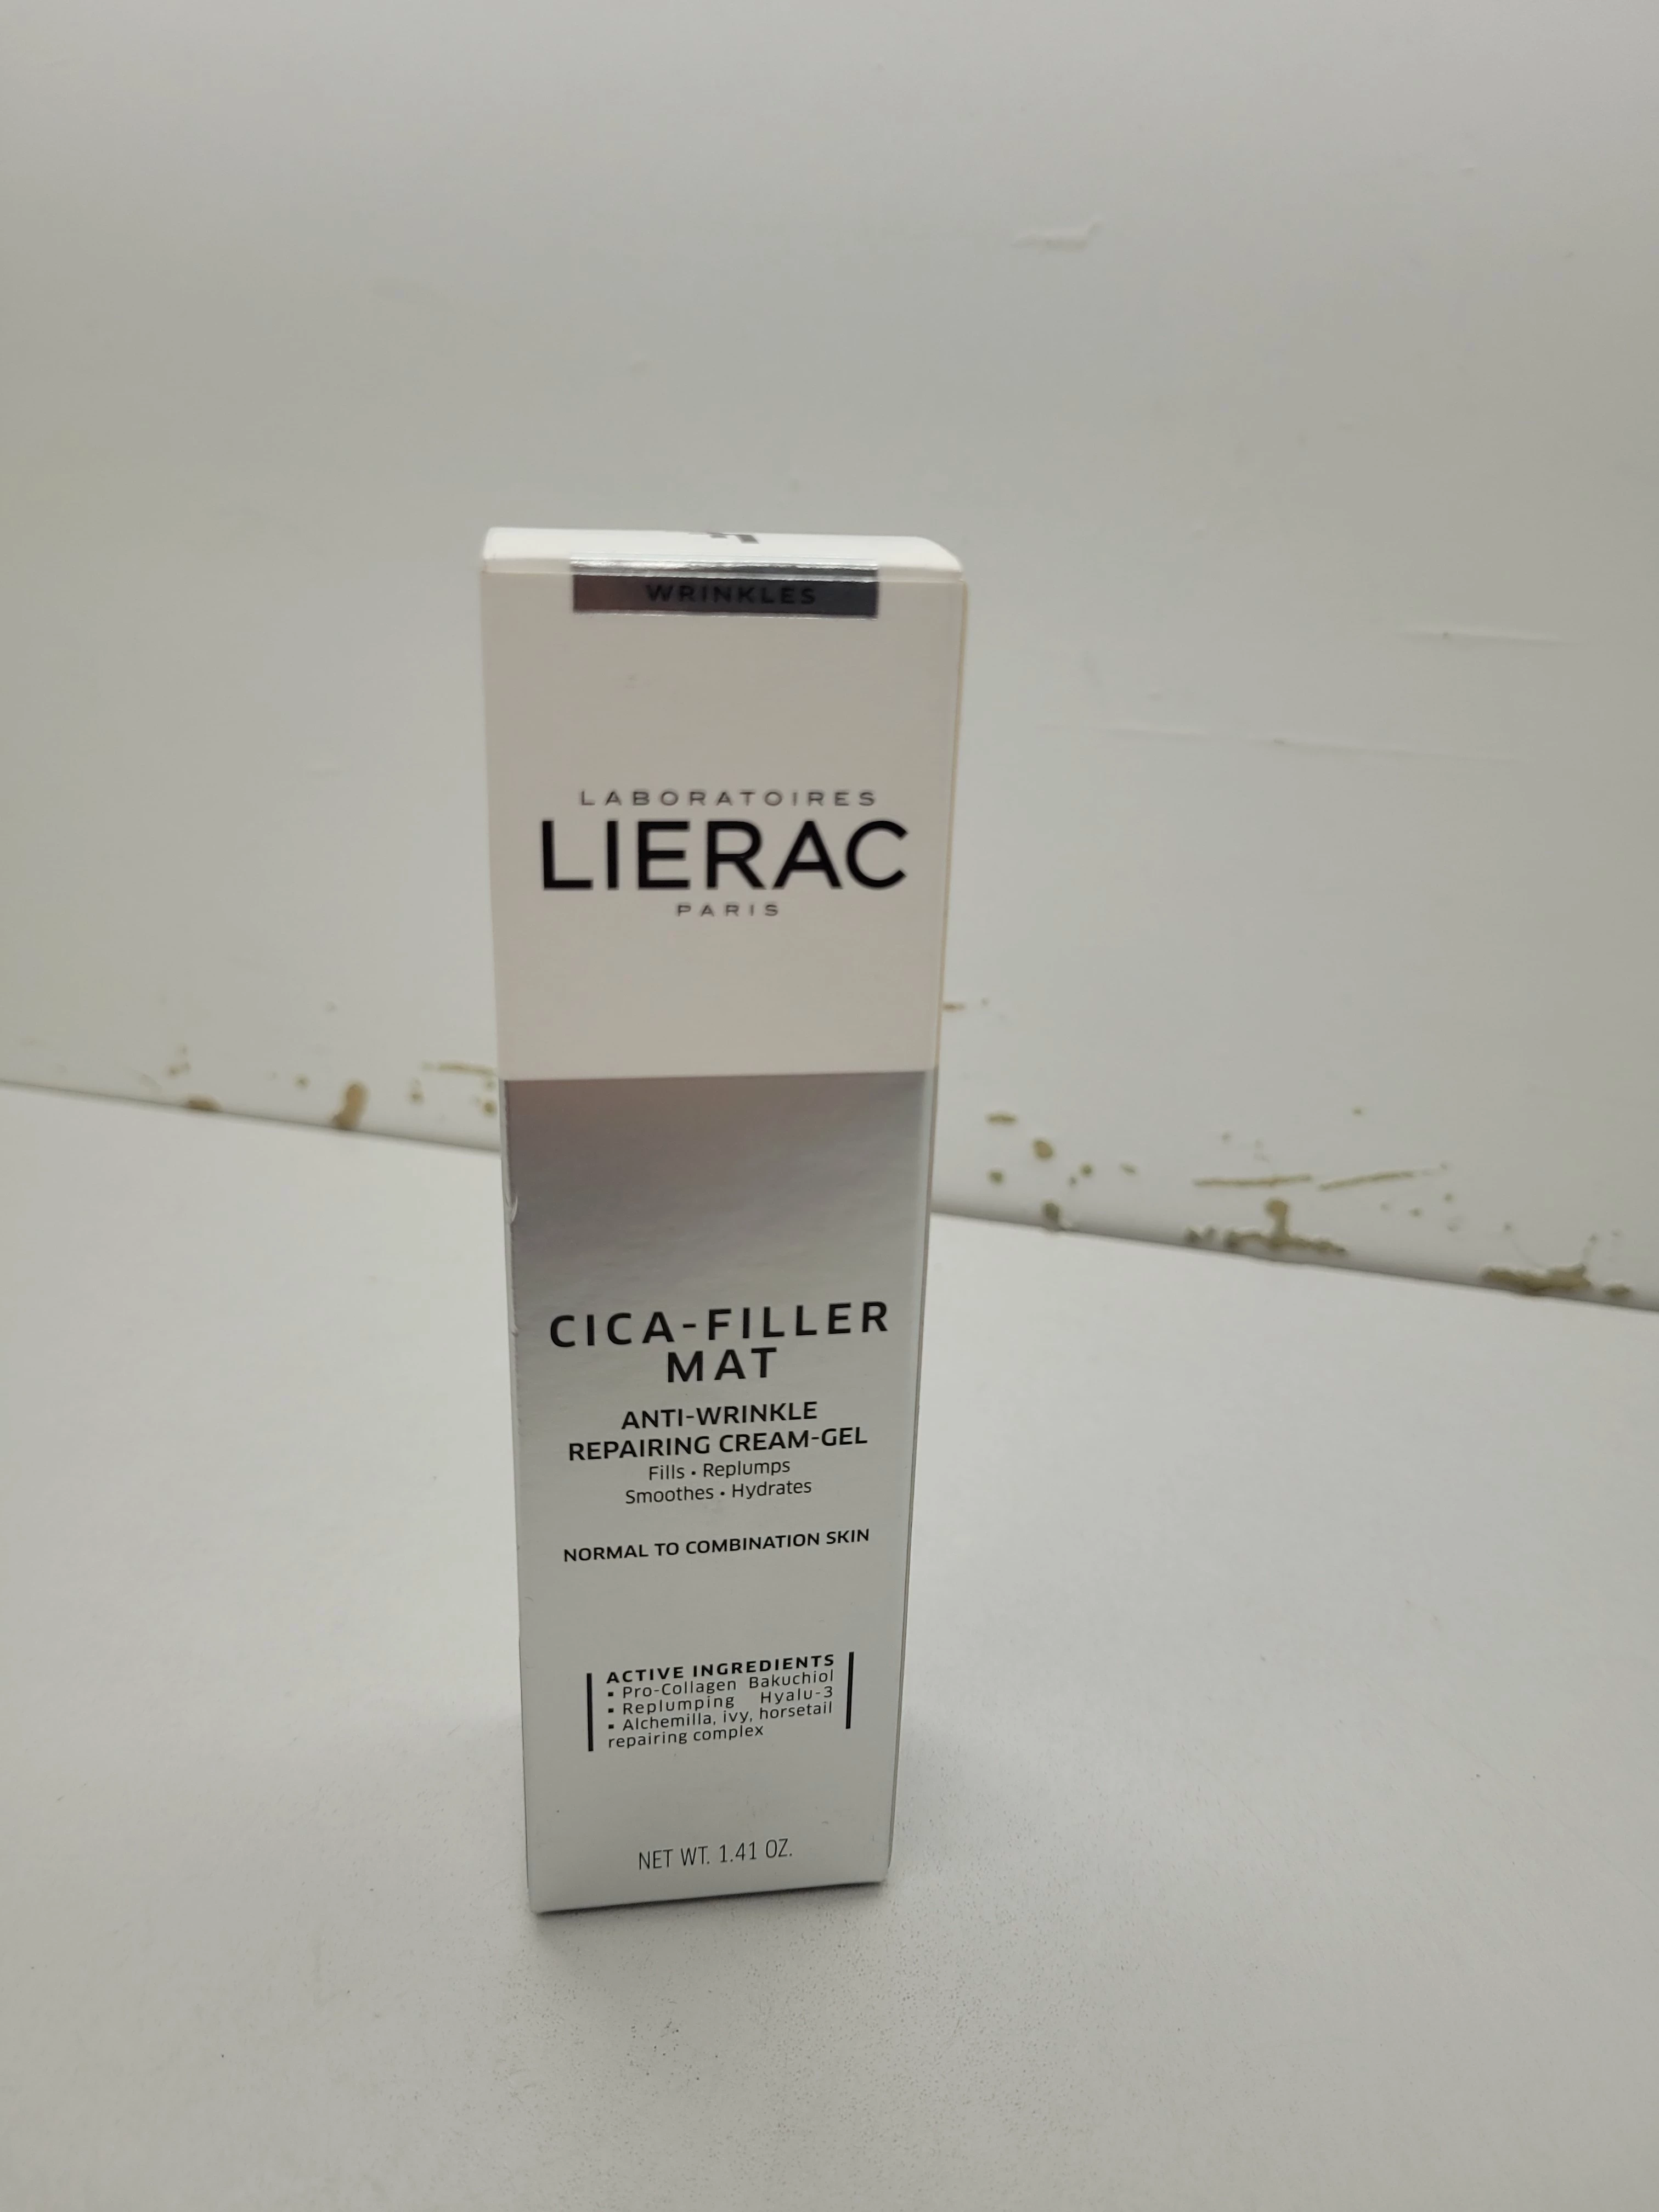 WRINKLES
LABORATOIRES
LIERAC
PARIS
CICA-FILLER
MAT
ANTI-WRINKLE
REPAIRING CREAM-GEL
Fills • Replumps
Smoothes • Hydrates
NORMAL TO COMBINATION SKIN
ACTIVE INGREDIENTS
▪ Pro-Collagen Bakuchiol
▪ Replumping Hyalu-3
▪ Alchemilla, ivy, horsetail
repairing complex
NET WT. 1.41 OZ.